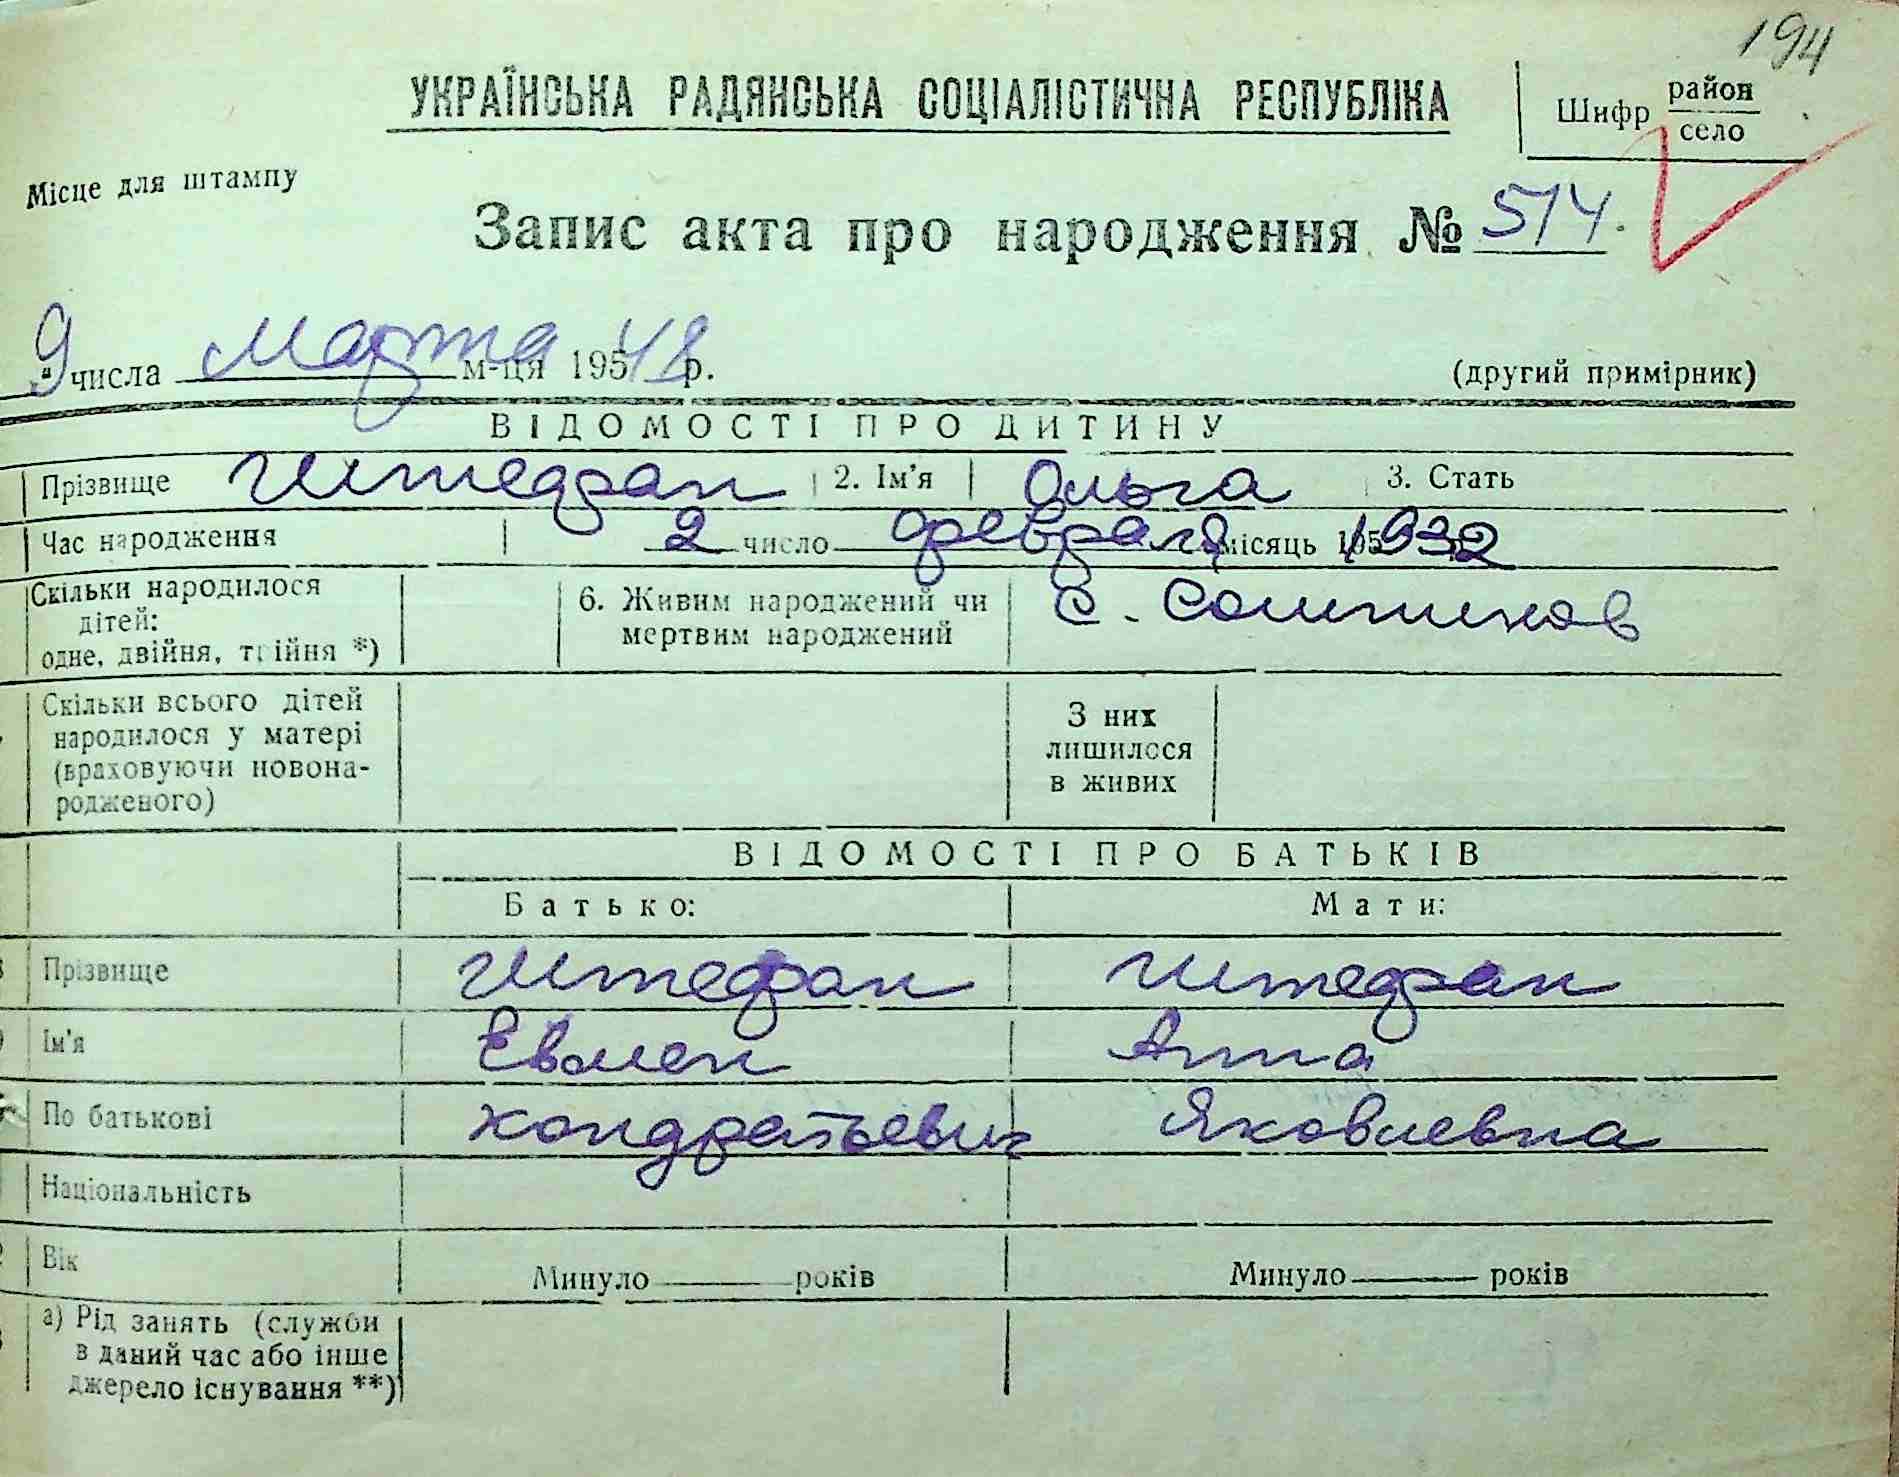 194
УКРАЇНСЬКА РАДЯНСЬКА СОЦІАЛІСТИЧНА РЕСПУБЛІКА
Шифр район
село
Місце для штампу
Запис акта про народження № 514.
9 числа Марта м-ця 195 48 р.
(другий примірник)
ВІДОМОСТІ ПРО ДИТИНУ
Прізвище Штефан 2. Ім'я Ольга 3. Стать
Час народження 2 число февраля місяць 1932
Скільки народилося дітей: одне, двійня, трійня *)
6. Живим народжений чи мертвим народжений
с.
Скільки всього дітей народилося у матері (враховуючи новонародженого)
З них лишилося в живих
ВІДОМОСТІ ПРО БАТЬКІВ
Батько: Мати:
Прізвище Штефан Штефан
Ім'я Евмен Анна
По батькові Кондратьевич Яковлевна
Національність
Вік Минуло років Минуло років
а) Рід занять (служби в даний час або інше джерело існування **)